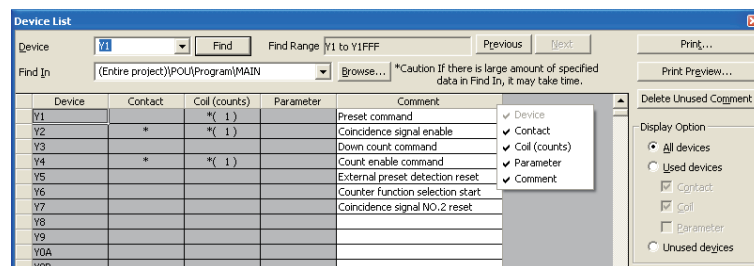 Device List
Device Y1 Find Find Range Y1 to Y1FFF Previous Next Print...
Find In (Entire project)\POU\Program\MAIN Browse... *Caution If there is large amount of specified
data in Find In, it may take time.
Print Preview...
Delete Unused Comment
Device Contact Coil (counts) Parameter Comment
Y1 *( 1) Preset command
Y2 * *( 1) Coincidence signal enable
Y3 Down count command
Y4 * *( 1) Count enable command
Y5 External preset detection reset
Y6 Counter function selection start
Y7 Coincidence signal NO.2 reset
Y8
Y9
Y0A
Y0B
Device
Contact
Coil (counts)
Parameter
Comment
Display Option
All devices
Used devices
Contact
Coil
Parameter
Unused devices